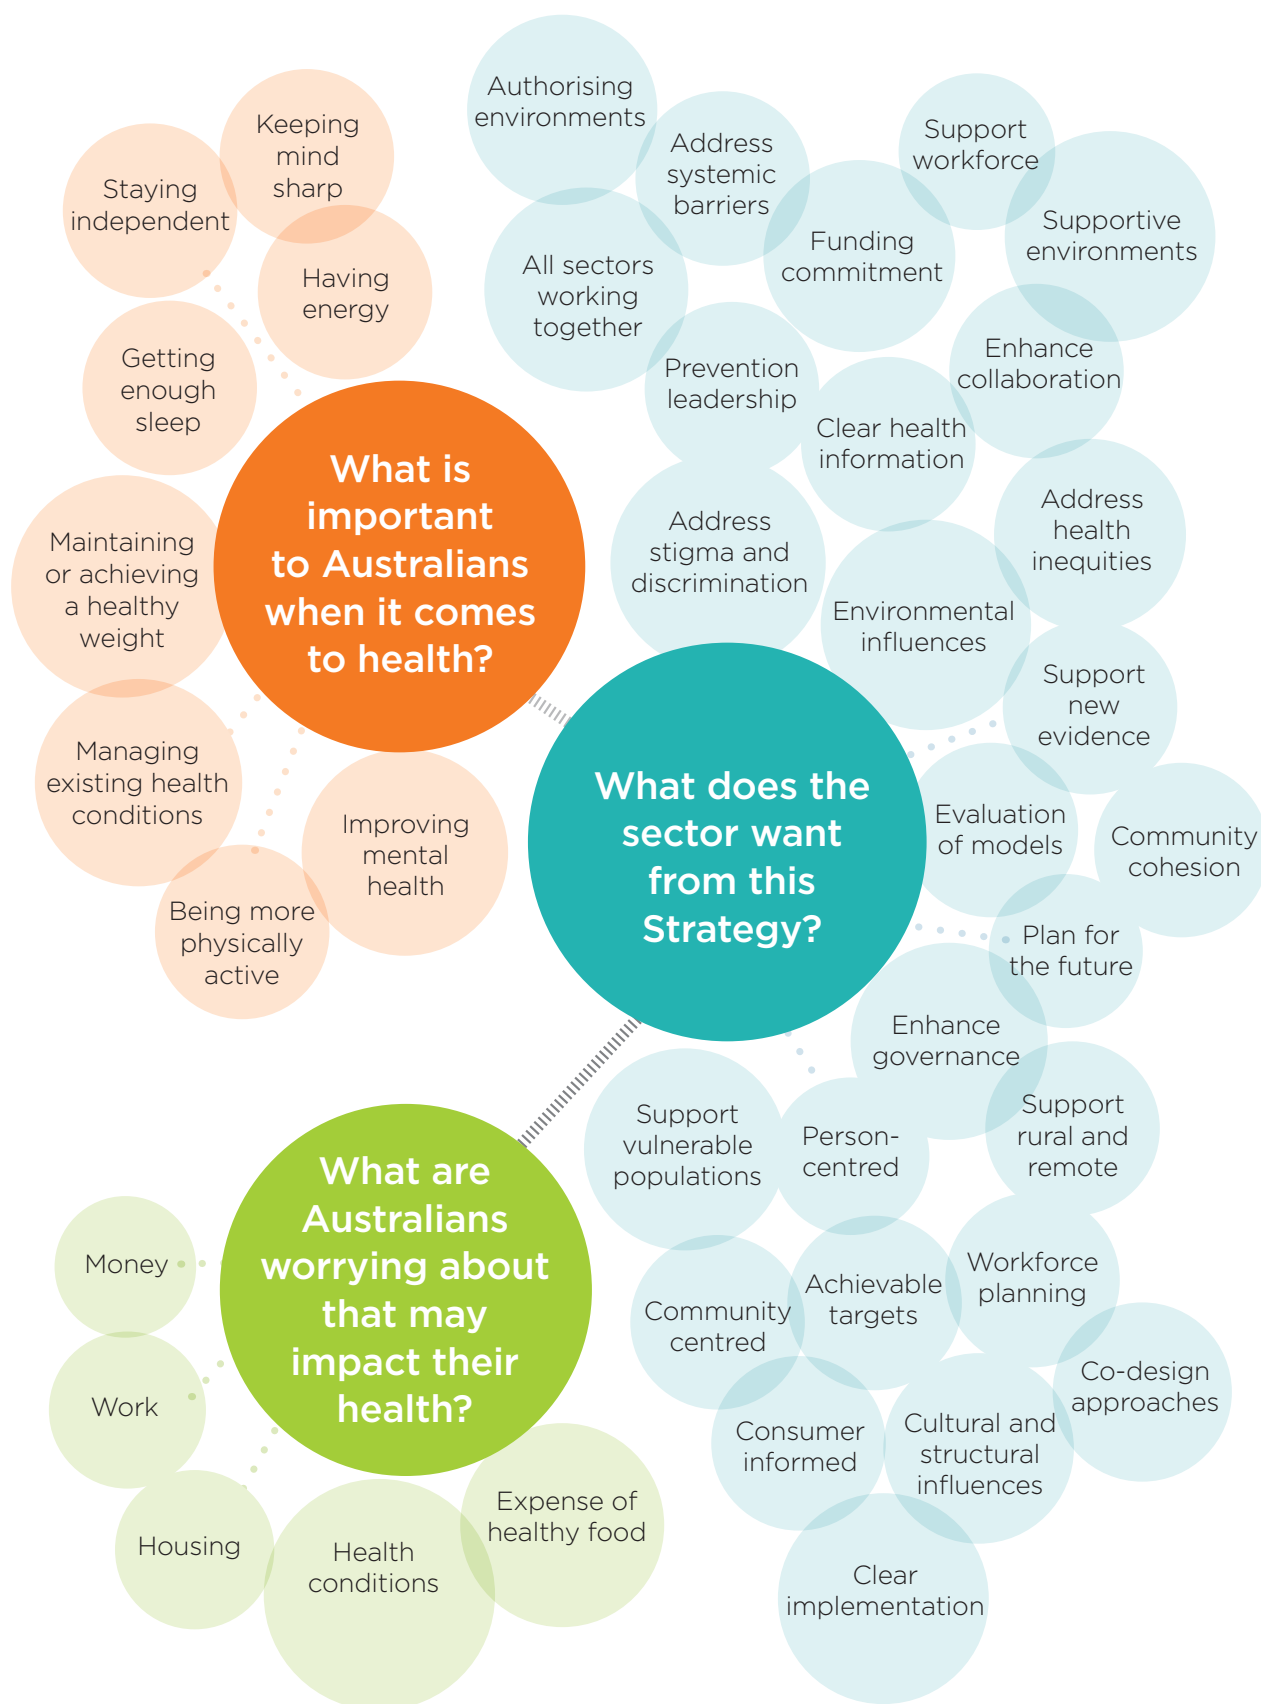 Keeping
mind
sharp
Staying
independent
Having
energy
Getting
enough
sleep
What is
important
to Australians
when it comes
to health?
Maintaining
or achieving
a healthy
weight
Managing
existing health
conditions
Improving
mental
health
Being more
physically
active
Authorising
environments
Address
systemic
barriers
Support
workforce
Supportive
environments
Funding
commitment
All sectors
working
together
Enhance
collaboration
Prevention
leadership
Clear health
information
Address
health
inequities
Address
stigma and
discrimination
Environmental
influences
Support
new
evidence
What does the
sector want
from this
Strategy?
Evaluation
of models
Community
cohesion
Plan for
the future
Enhance
governance
Support
vulnerable
populations
Person-
centred
Support
rural and
remote
Workforce
planning
Achievable
targets
Community
centred
Co-design
approaches
Consumer
informed
Cultural and
structural
influences
Clear
implementation
What are
Australians
worrying about
that may
impact their
health?
Money
Work
Housing
Health
conditions
Expense of
healthy food